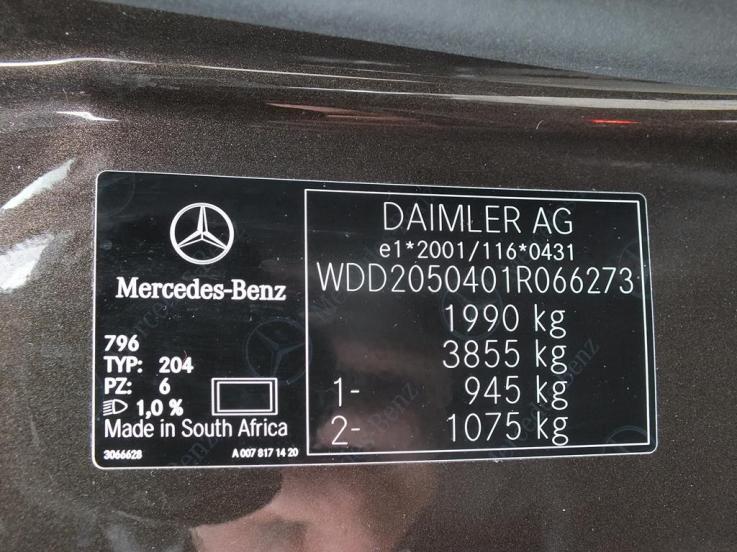 Mercedes-Benz
796
TYP: 204
PZ: 6
1,0 %
Made in South Africa
3066628
A 007 817 14 20
DAIMLER AG
e1*2001/116*0431
WDD2050401R066273
1990 kg
3855 kg
1- 945 kg
2- 1075 kg